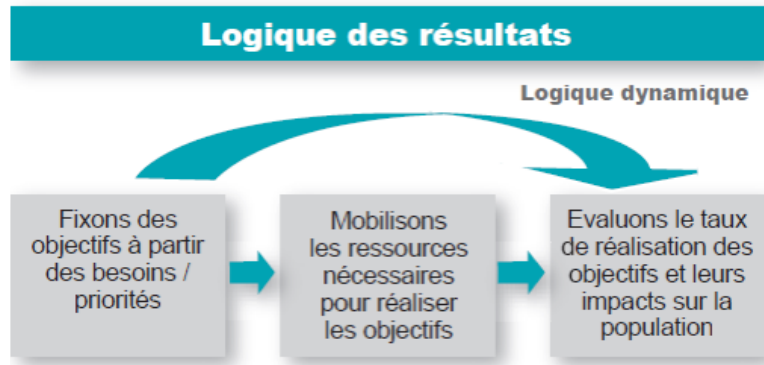 Logique des résultats
Logique dynamique
Fixons des
objectifs à partir
des besoins /
priorités
Mobilisons
les ressources
nécessaires
pour réaliser
les objectifs
Evaluons le taux
de réalisation des
objectifs et leurs
impacts sur la
population